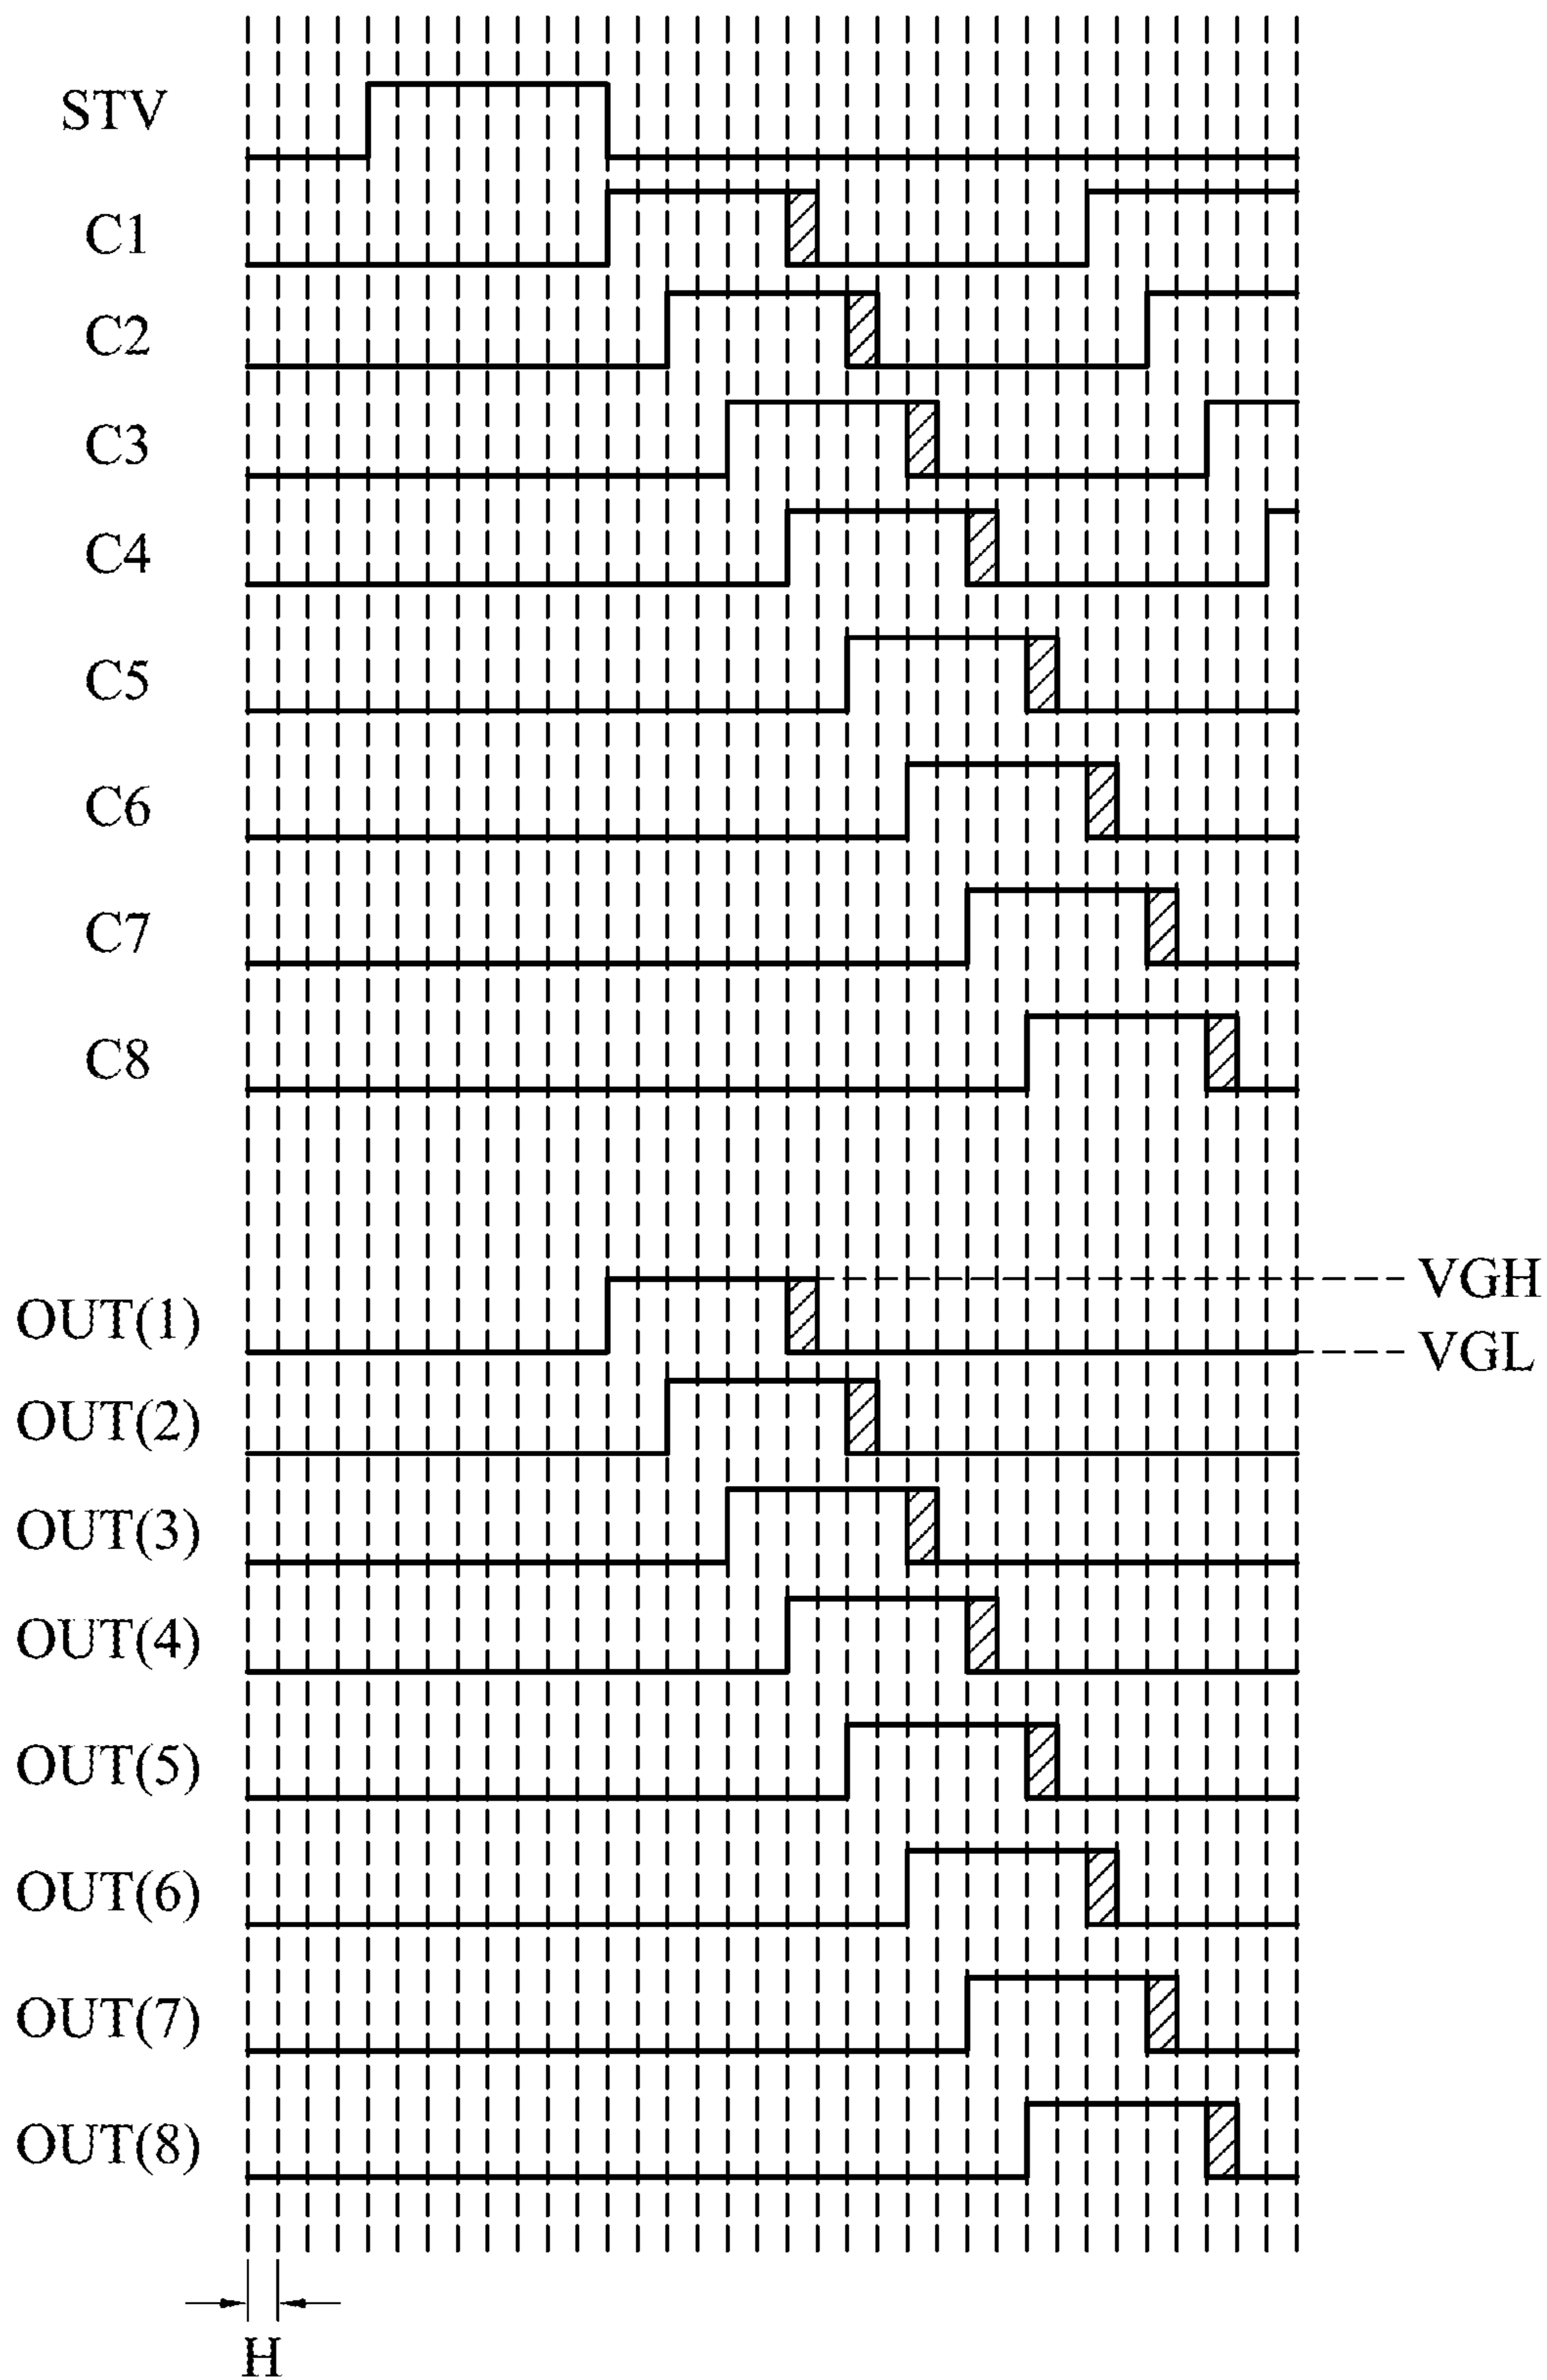 STV
C1
C2
C3
C4
C5
C6
C7
C8
VGH
OUT(1)
VGL
OUT(2)
OUT(3)
OUT(4)
OUT(5)
OUT(6)
OUT(7)
OUT(8)
H